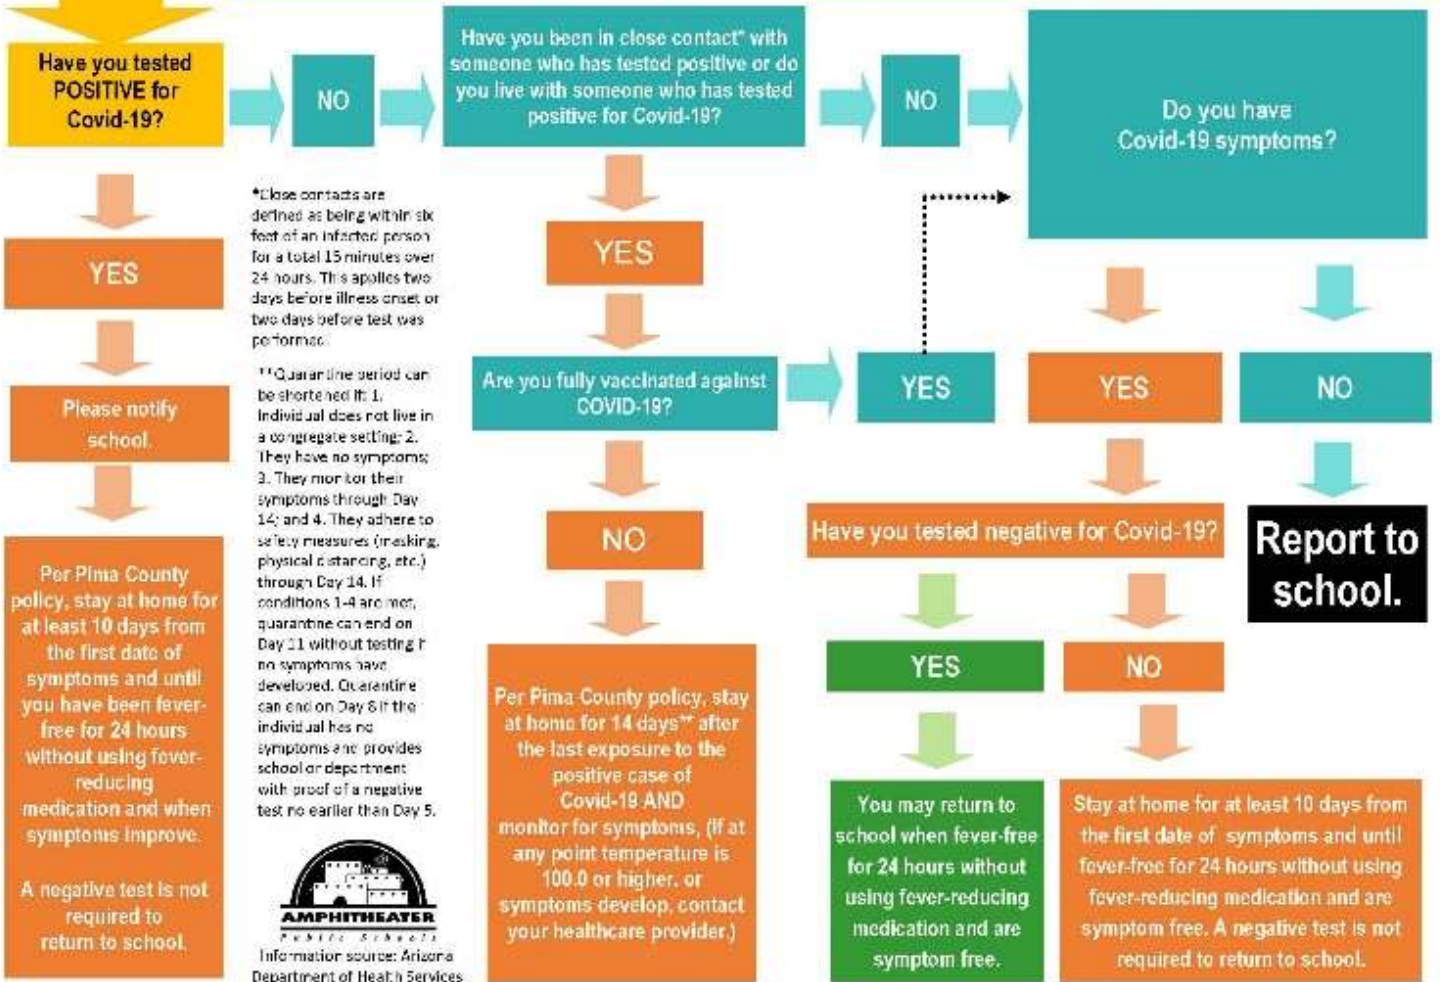 Have you tested
POSITIVE for
Covid-19?
NO
Have you been in close contact* with
someone who has tested positive or do
you live with someone who has tested
positive for Covid-19?
NO
Do you have
Covid-19 symptoms?
YES
Please notify
school.
Per Pima County
policy, stay at home for
at least 10 days from
the first date of
symptoms and until
you have been fever-
free for 24 hours
without using fever-
reducing
medication and when
symptoms improve.
A negative test is not
required to
return to school.
*Close contacts are
defined as being within six
feet of an infected person
for a total 15 minutes over
24 hours. This applies two
days before illness onset or
two days before test was
performed
**Quarantine period can
be shortened if: 1.
Individual does not live in
a congregate setting; 2.
They have no symptoms;
3. They monitor their
symptoms through Day
14; and 4. They adhere to
safety measures (masking,
physical distancing, etc.)
through Day 14. If
conditions 1-4 are met,
quarantine can end on
Day 11 without testing if
no symptoms have
developed. Quarantine
can end on Day 8 if the
individual has no
symptoms and provides
school or department
with proof of a negative
test no earlier than Day 5.
AMPHITHEATER
Public Schools
Information source: Arizona
Department of Health Services
YES
Are you fully vaccinated against
COVID-19?
YES
NO
Per Pima County policy, stay
at home for 14 days** after
the last exposure to the
positive case of
Covid-19 AND
monitor for symptoms, (if at
any point temperature is
100.0 or higher, or
symptoms develop, contact
your healthcare provider.)
YES
NO
Have you tested negative for Covid-19?
Report to
school.
YES
NO
You may return to
school when fever-free
for 24 hours without
using fever-reducing
medication and are
symptom free.
Stay at home for at least 10 days from
the first date of symptoms and until
fever-free for 24 hours without using
fever-reducing medication and are
symptom free. A negative test is not
required to return to school.